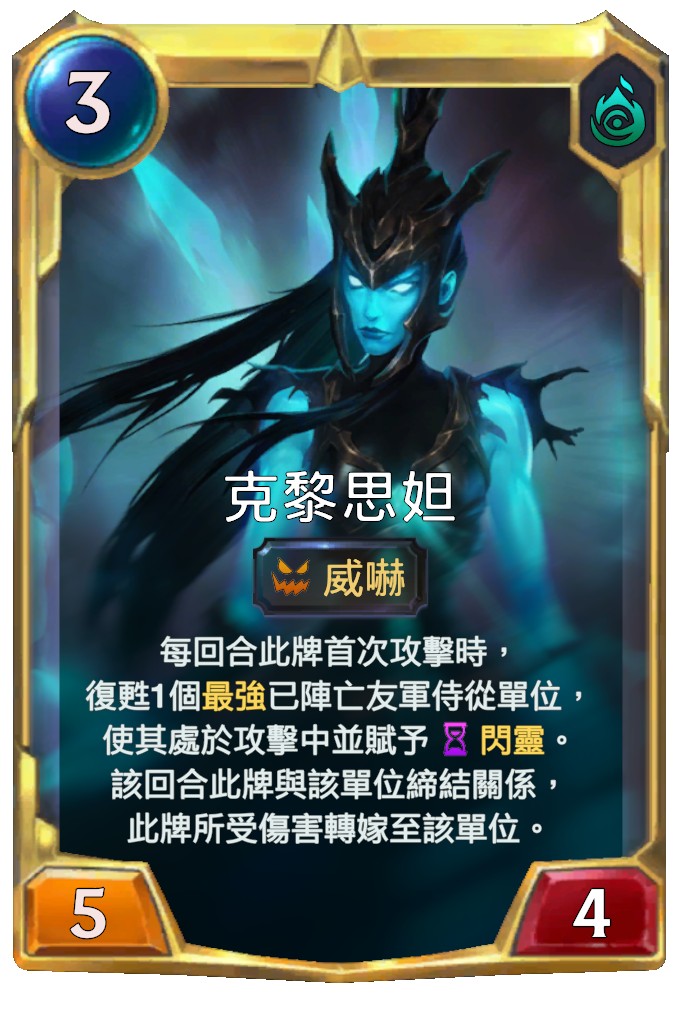 3
克黎思妲
威嚇
每回合此牌首次攻擊時，
復甦1個最強已陣亡友軍侍從單位，
使其處於攻擊中並賦予 閃靈。
該回合此牌與該單位締結關係，
此牌所受傷害轉嫁至該單位。
5
4